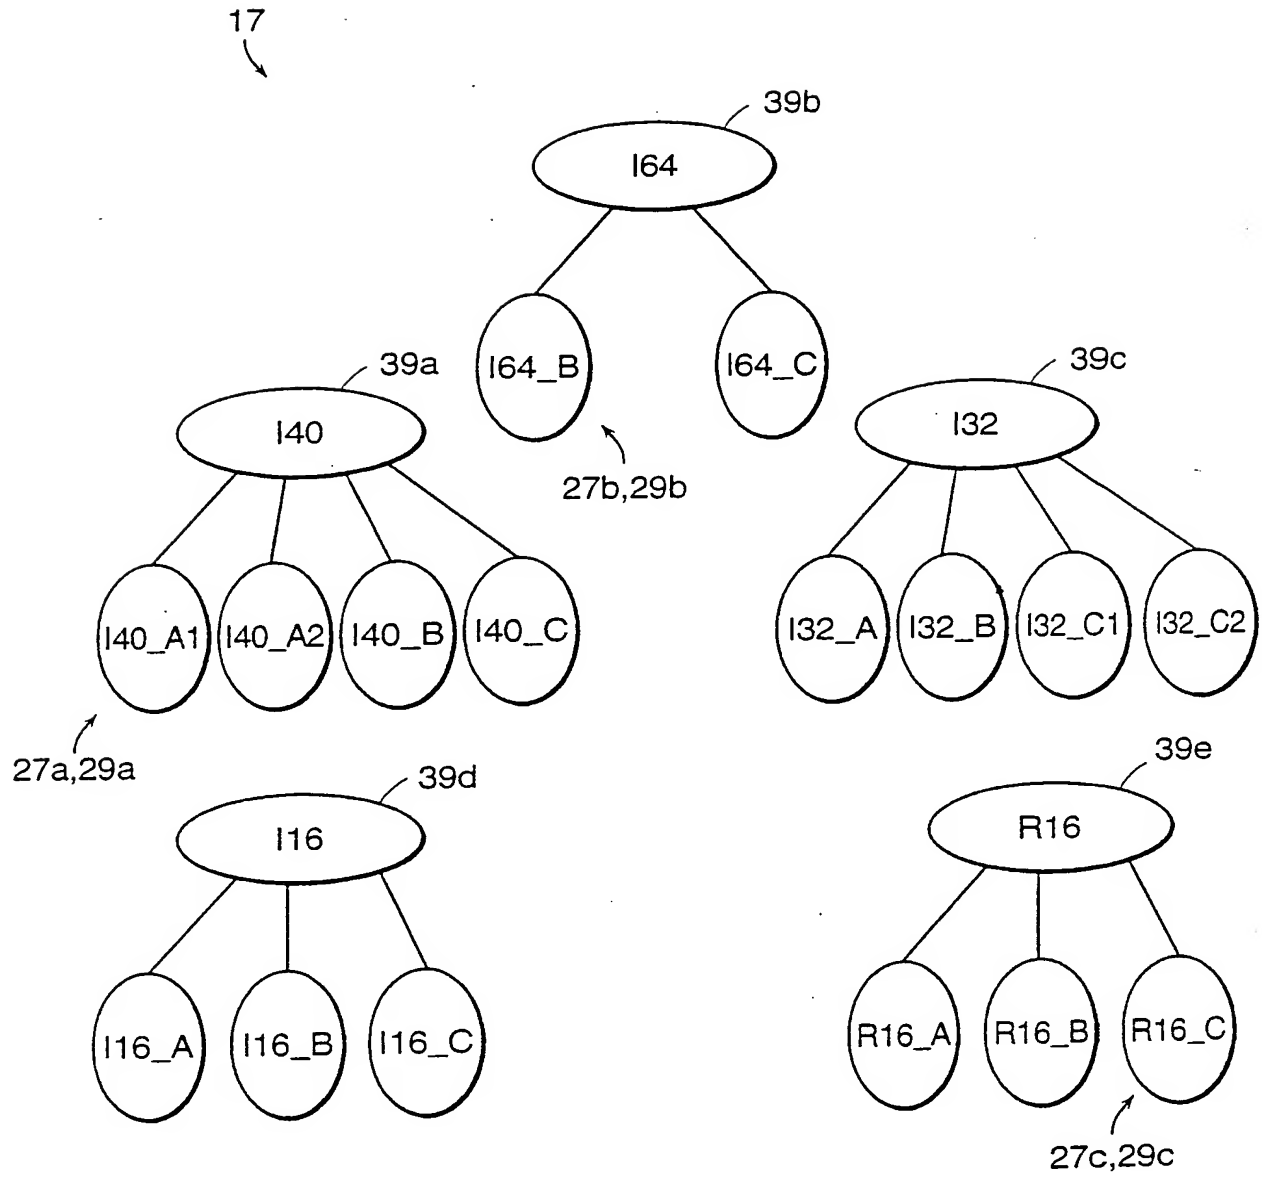 17
39b
I64
I64_B
I64_C
27b,29b
39a
I40
I40_A1
I40_A2
I40_B
I40_C
27a,29a
39c
I32
I32_A
I32_B
I32_C1
I32_C2
39d
I16
I16_A
I16_B
I16_C
39e
R16
R16_A
R16_B
R16_C
27c,29c